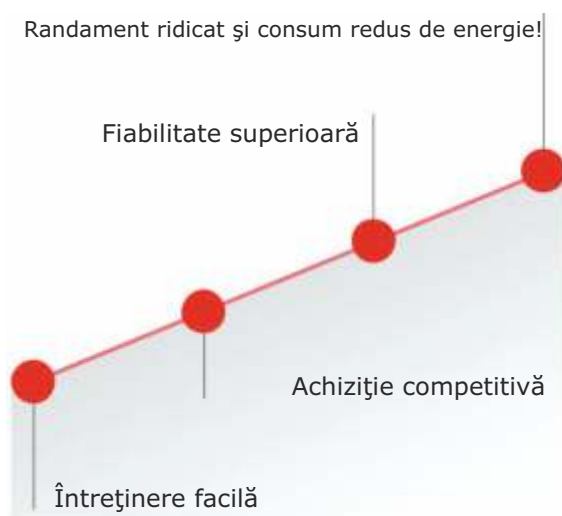 Randament ridicat şi consum redus de energie!
Fiabilitate superioară
Achiziţie competitivă
Întreţinere facilă